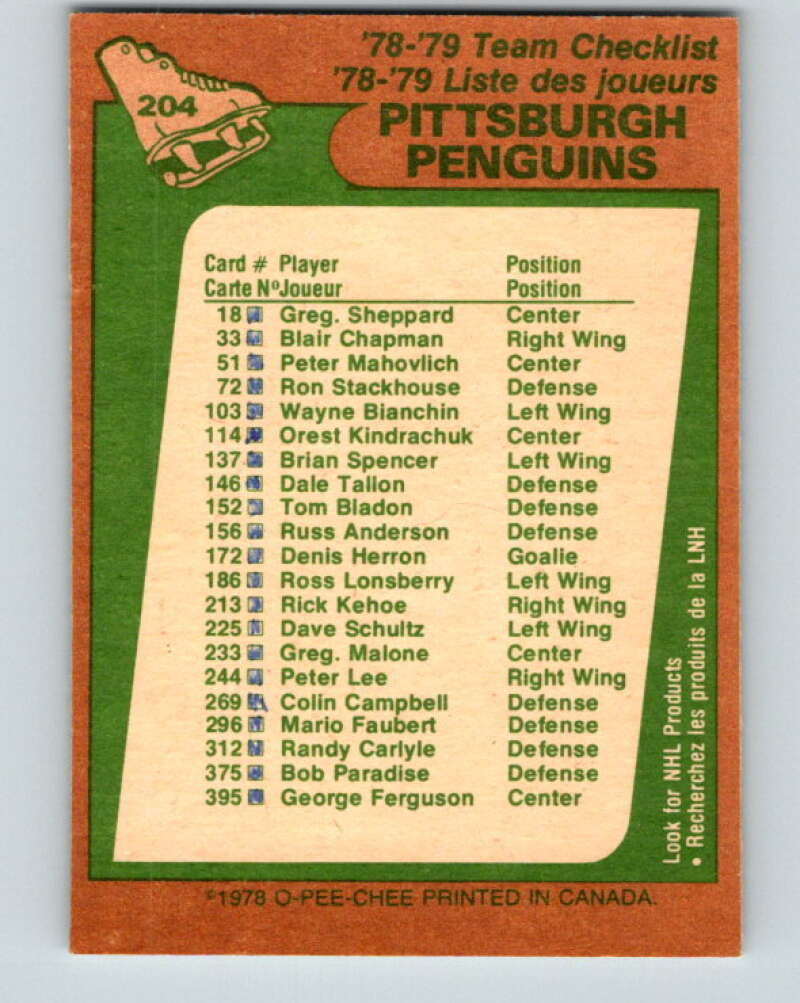 204
'78-'79 Team Checklist
'78-'79 Liste des joueurs
PITTSBURGH
PENGUINS
Card # Player Position
Carte Nº Joueur Position
18 Greg. Sheppard Center
33 Blair Chapman Right Wing
51 Peter Mahovlich Center
72 Ron Stackhouse Defense
103 Wayne Bianchin Left Wing
114 Orest Kindrachuk Center
137 Brian Spencer Left Wing
146 Dale Tallon Defense
152 Tom Bladon Defense
156 Russ Anderson Defense
172 Denis Herron Goalie
186 Ross Lonsberry Left Wing
213 Rick Kehoe Right Wing
225 Dave Schultz Left Wing
233 Greg. Malone Center
244 Peter Lee Right Wing
269 Colin Campbell Defense
296 Mario Faubert Defense
312 Randy Carlyle Defense
375 Bob Paradise Defense
395 George Ferguson Center
Look for NHL Products
• Recherchez les produits de la LNH
©1978 O-PEE-CHEE PRINTED IN CANADA.